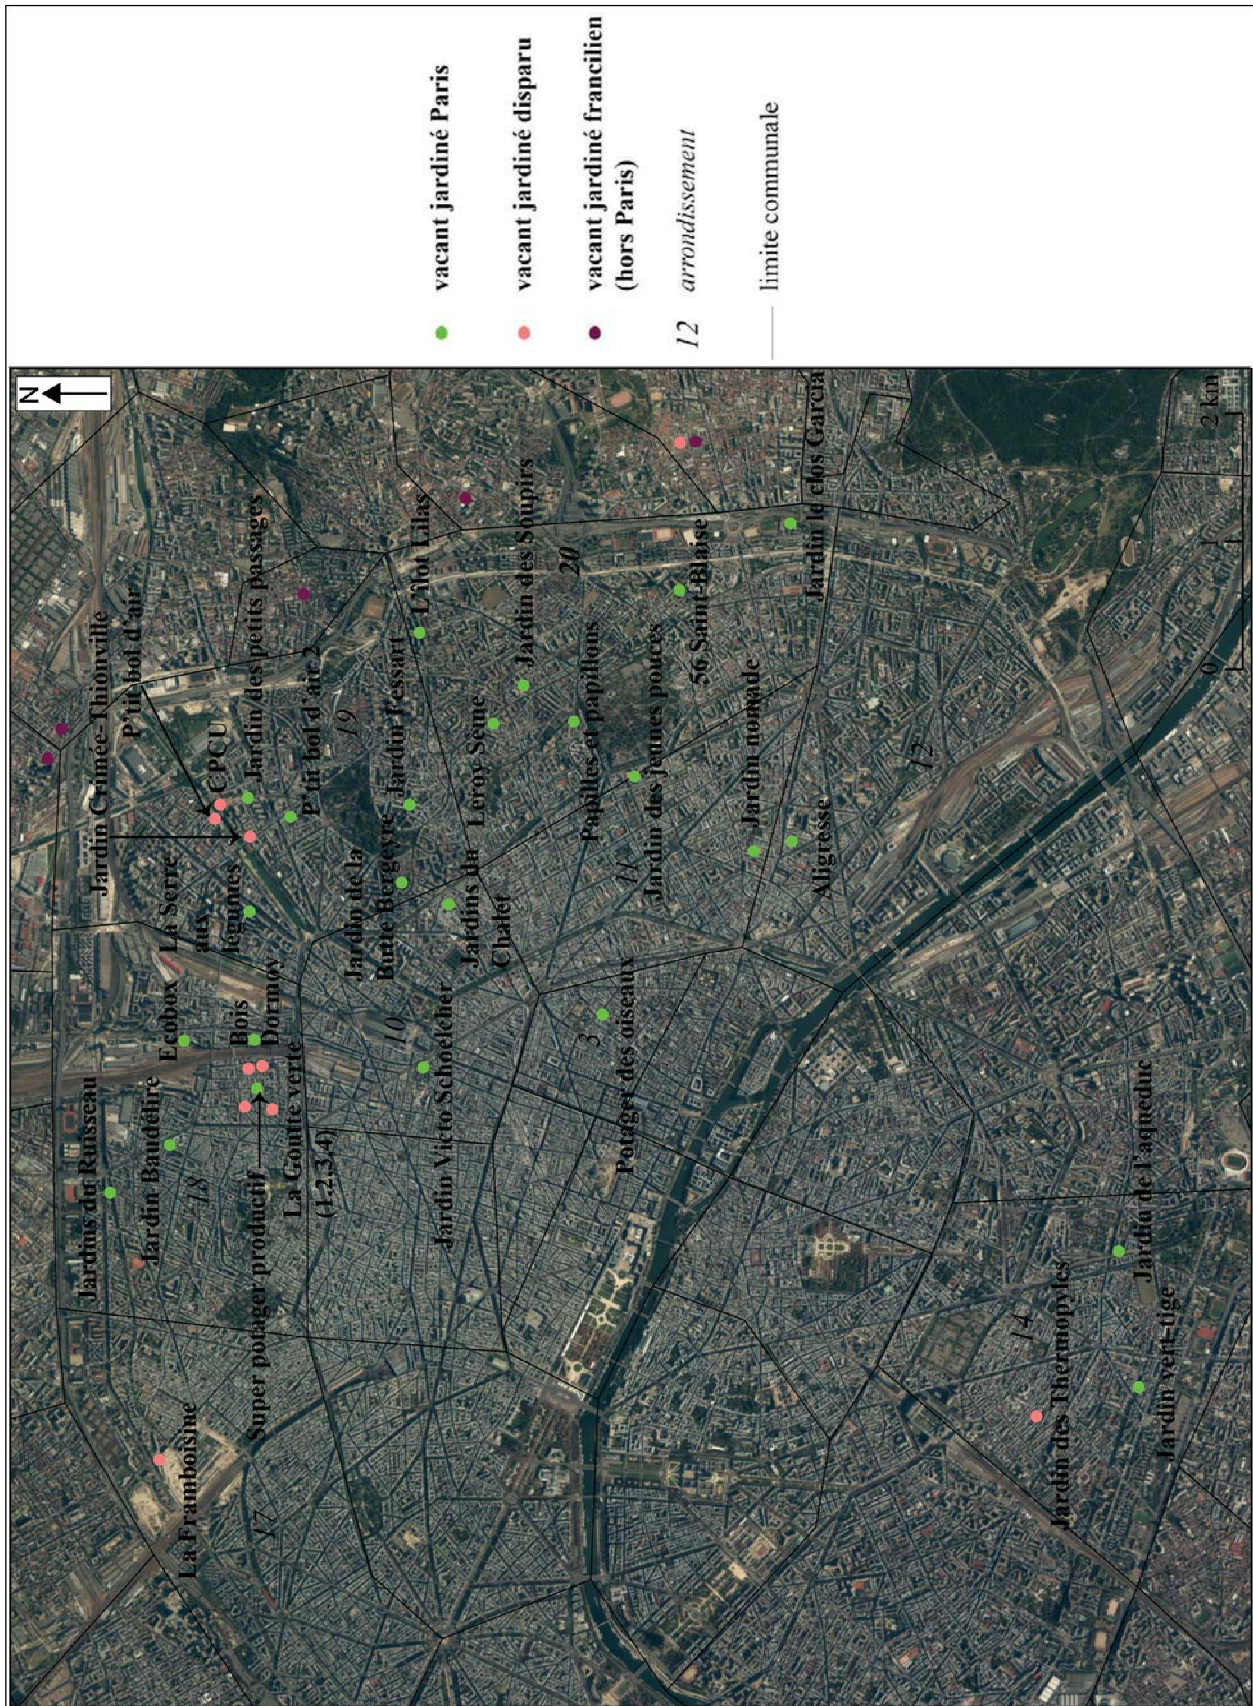 N
Jardins du Ruisseau
Jardin Crimée-Thionville
P'tit bol d'air
Jardin Baudélire
Ecobox
La Serre
aux
légumes
La Framboisine
18
CPCU
Bois
Dormoy
Jardin des petits passages
Super potager productif
17
La Goutte verte
(1.2.3.4)
P'tit bol d'air 2
19
Jardin de la
Butte Bergeyre
Jardin l'essart
10
L'îlot Lilas
Jardin Victo Schoelcher
Jardins du
Chalet
Leroy Sème
Jardin des Soupirs
20
3
Papilles et papillons
Potager des oiseaux
11
Jardin des jeunes pouces
56 Saint-Blaise
Jardin nomade
Aligresse
Jardin le clos Garcia
12
14
Jardin des Thermopyles
Jardin de l'aqueduc
Jardin vert-tige
0
2 km
vacant jardiné Paris
vacant jardiné disparu
vacant jardiné francilien
(hors Paris)
12 arrondissement
limite communale